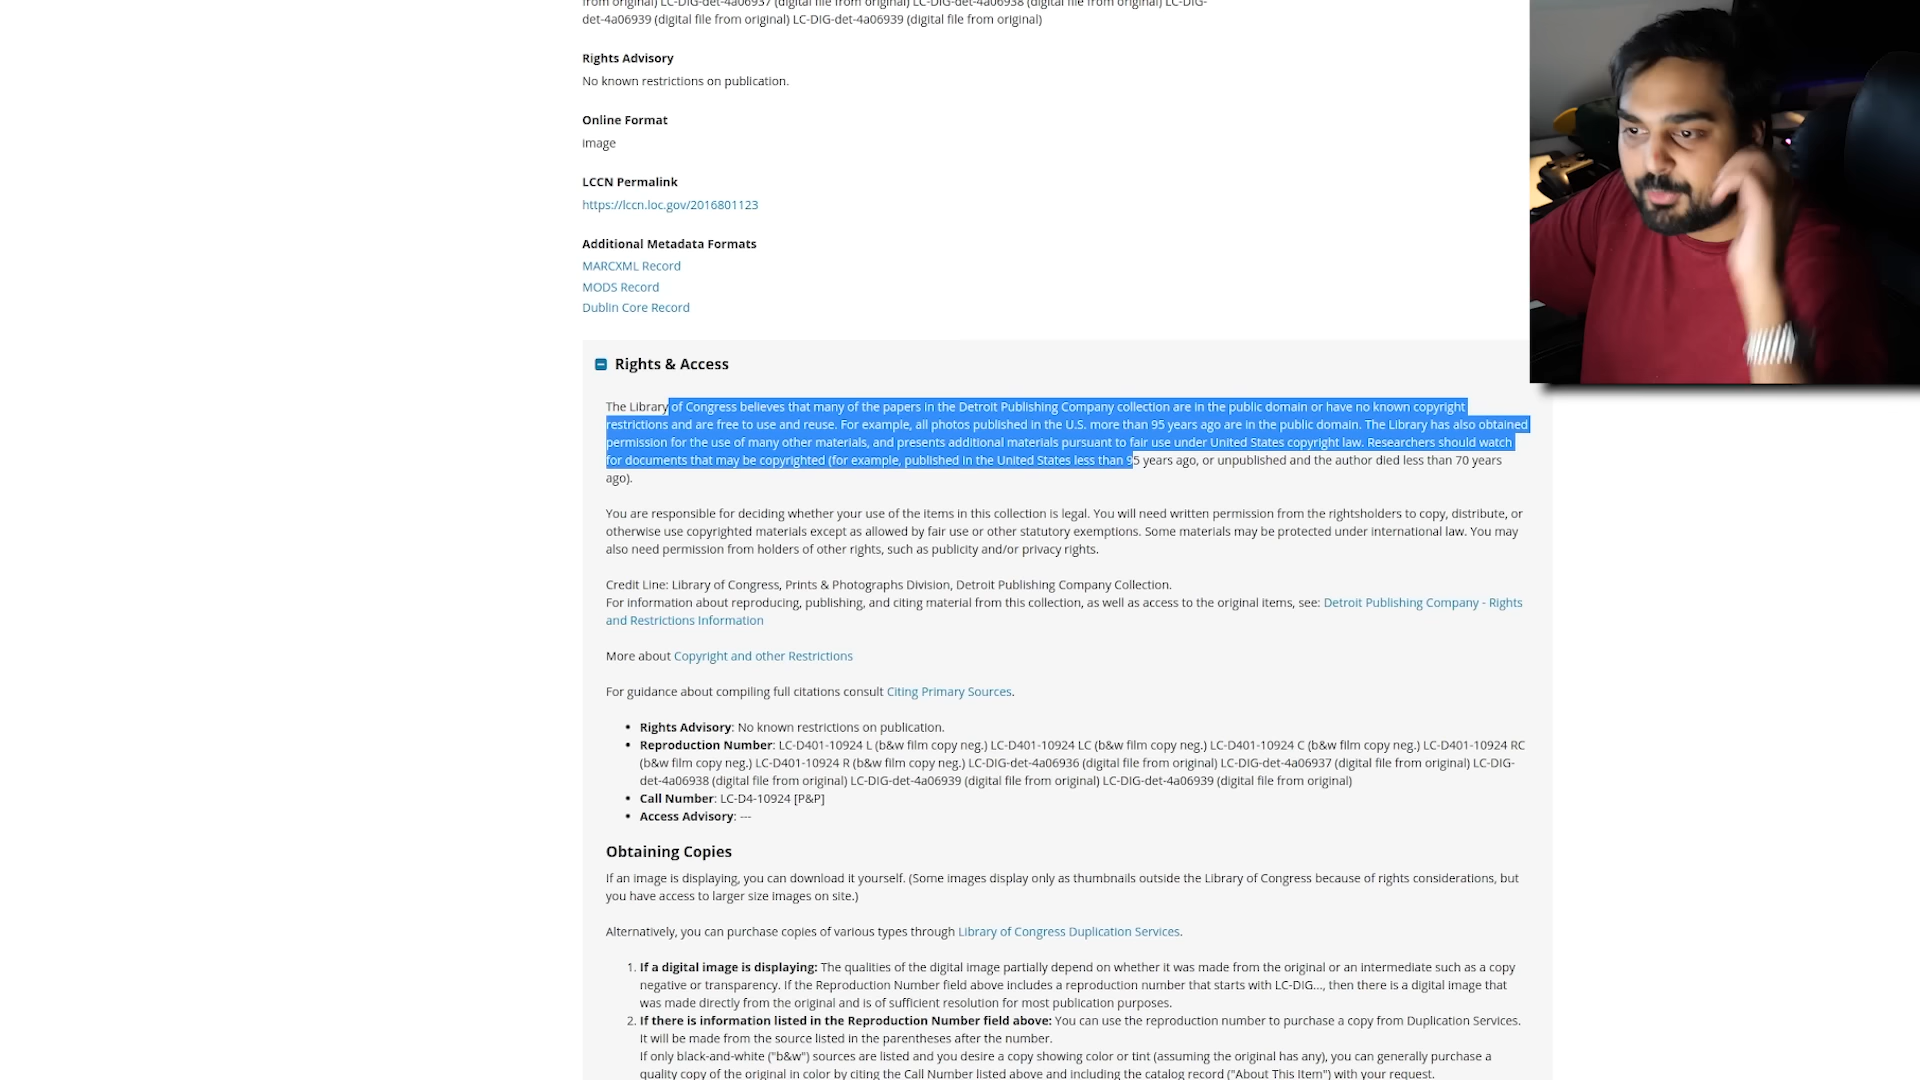 from original) LC-DIG-det-4a06937 (digital file from original) LC-DIG-det-4a06938 (digital file from original) LC-DIG-
det-4a06939 (digital file from original) LC-DIG-det-4a06939 (digital file from original)
Rights Advisory
No known restrictions on publication.
Online Format
image
LCCN Permalink
https://lccn.loc.gov/2016801123
Additional Metadata Formats
MARCXML Record
MODS Record
Dublin Core Record
Rights & Access
The Library of Congress believes that many of the papers in the Detroit Publishing Company collection are in the public domain or have no known copyright
restrictions and are free to use and reuse. For example, all photos published in the U.S. more than 95 years ago are in the public domain. The Library has also obtained
permission for the use of many other materials, and presents additional materials pursuant to fair use under United States copyright law. Researchers should watch
for documents that may be copyrighted (for example, published in the United States less than 95 years ago, or unpublished and the author died less than 70 years
ago).
You are responsible for deciding whether your use of the items in this collection is legal. You will need written permission from the rightsholders to copy, distribute, or
otherwise use copyrighted materials except as allowed by fair use or other statutory exemptions. Some materials may be protected under international law. You may
also need permission from holders of other rights, such as publicity and/or privacy rights.
Credit Line: Library of Congress, Prints & Photographs Division, Detroit Publishing Company Collection.
For information about reproducing, publishing, and citing material from this collection, as well as access to the original items, see: Detroit Publishing Company - Rights
and Restrictions Information
More about Copyright and other Restrictions
For guidance about compiling full citations consult Citing Primary Sources.
• Rights Advisory: No known restrictions on publication.
• Reproduction Number: LC-D401-10924 L (b&w film copy neg.) LC-D401-10924 LC (b&w film copy neg.) LC-D401-10924 C (b&w film copy neg.) LC-D401-10924 RC
(b&w film copy neg.) LC-D401-10924 R (b&w film copy neg.) LC-DIG-det-4a06936 (digital file from original) LC-DIG-det-4a06937 (digital file from original) LC-DIG-
det-4a06938 (digital file from original) LC-DIG-det-4a06939 (digital file from original) LC-DIG-det-4a06939 (digital file from original)
• Call Number: LC-D4-10924 [P&P]
• Access Advisory: ---
Obtaining Copies
If an image is displaying, you can download it yourself. (Some images display only as thumbnails outside the Library of Congress because of rights considerations, but
you have access to larger size images on site.)
Alternatively, you can purchase copies of various types through Library of Congress Duplication Services.
1. If a digital image is displaying: The qualities of the digital image partially depend on whether it was made from the original or an intermediate such as a copy
negative or transparency. If the Reproduction Number field above includes a reproduction number that starts with LC-DIG..., then there is a digital image that
was made directly from the original and is of sufficient resolution for most publication purposes.
2. If there is information listed in the Reproduction Number field above: You can use the reproduction number to purchase a copy from Duplication Services.
It will be made from the source listed in the parentheses after the number.
If only black-and-white ("b&w") sources are listed and you desire a copy showing color or tint (assuming the original has any), you can generally purchase a
quality copy of the original in color by citing the Call Number listed above and including the catalog record ("About This Item") with your request.